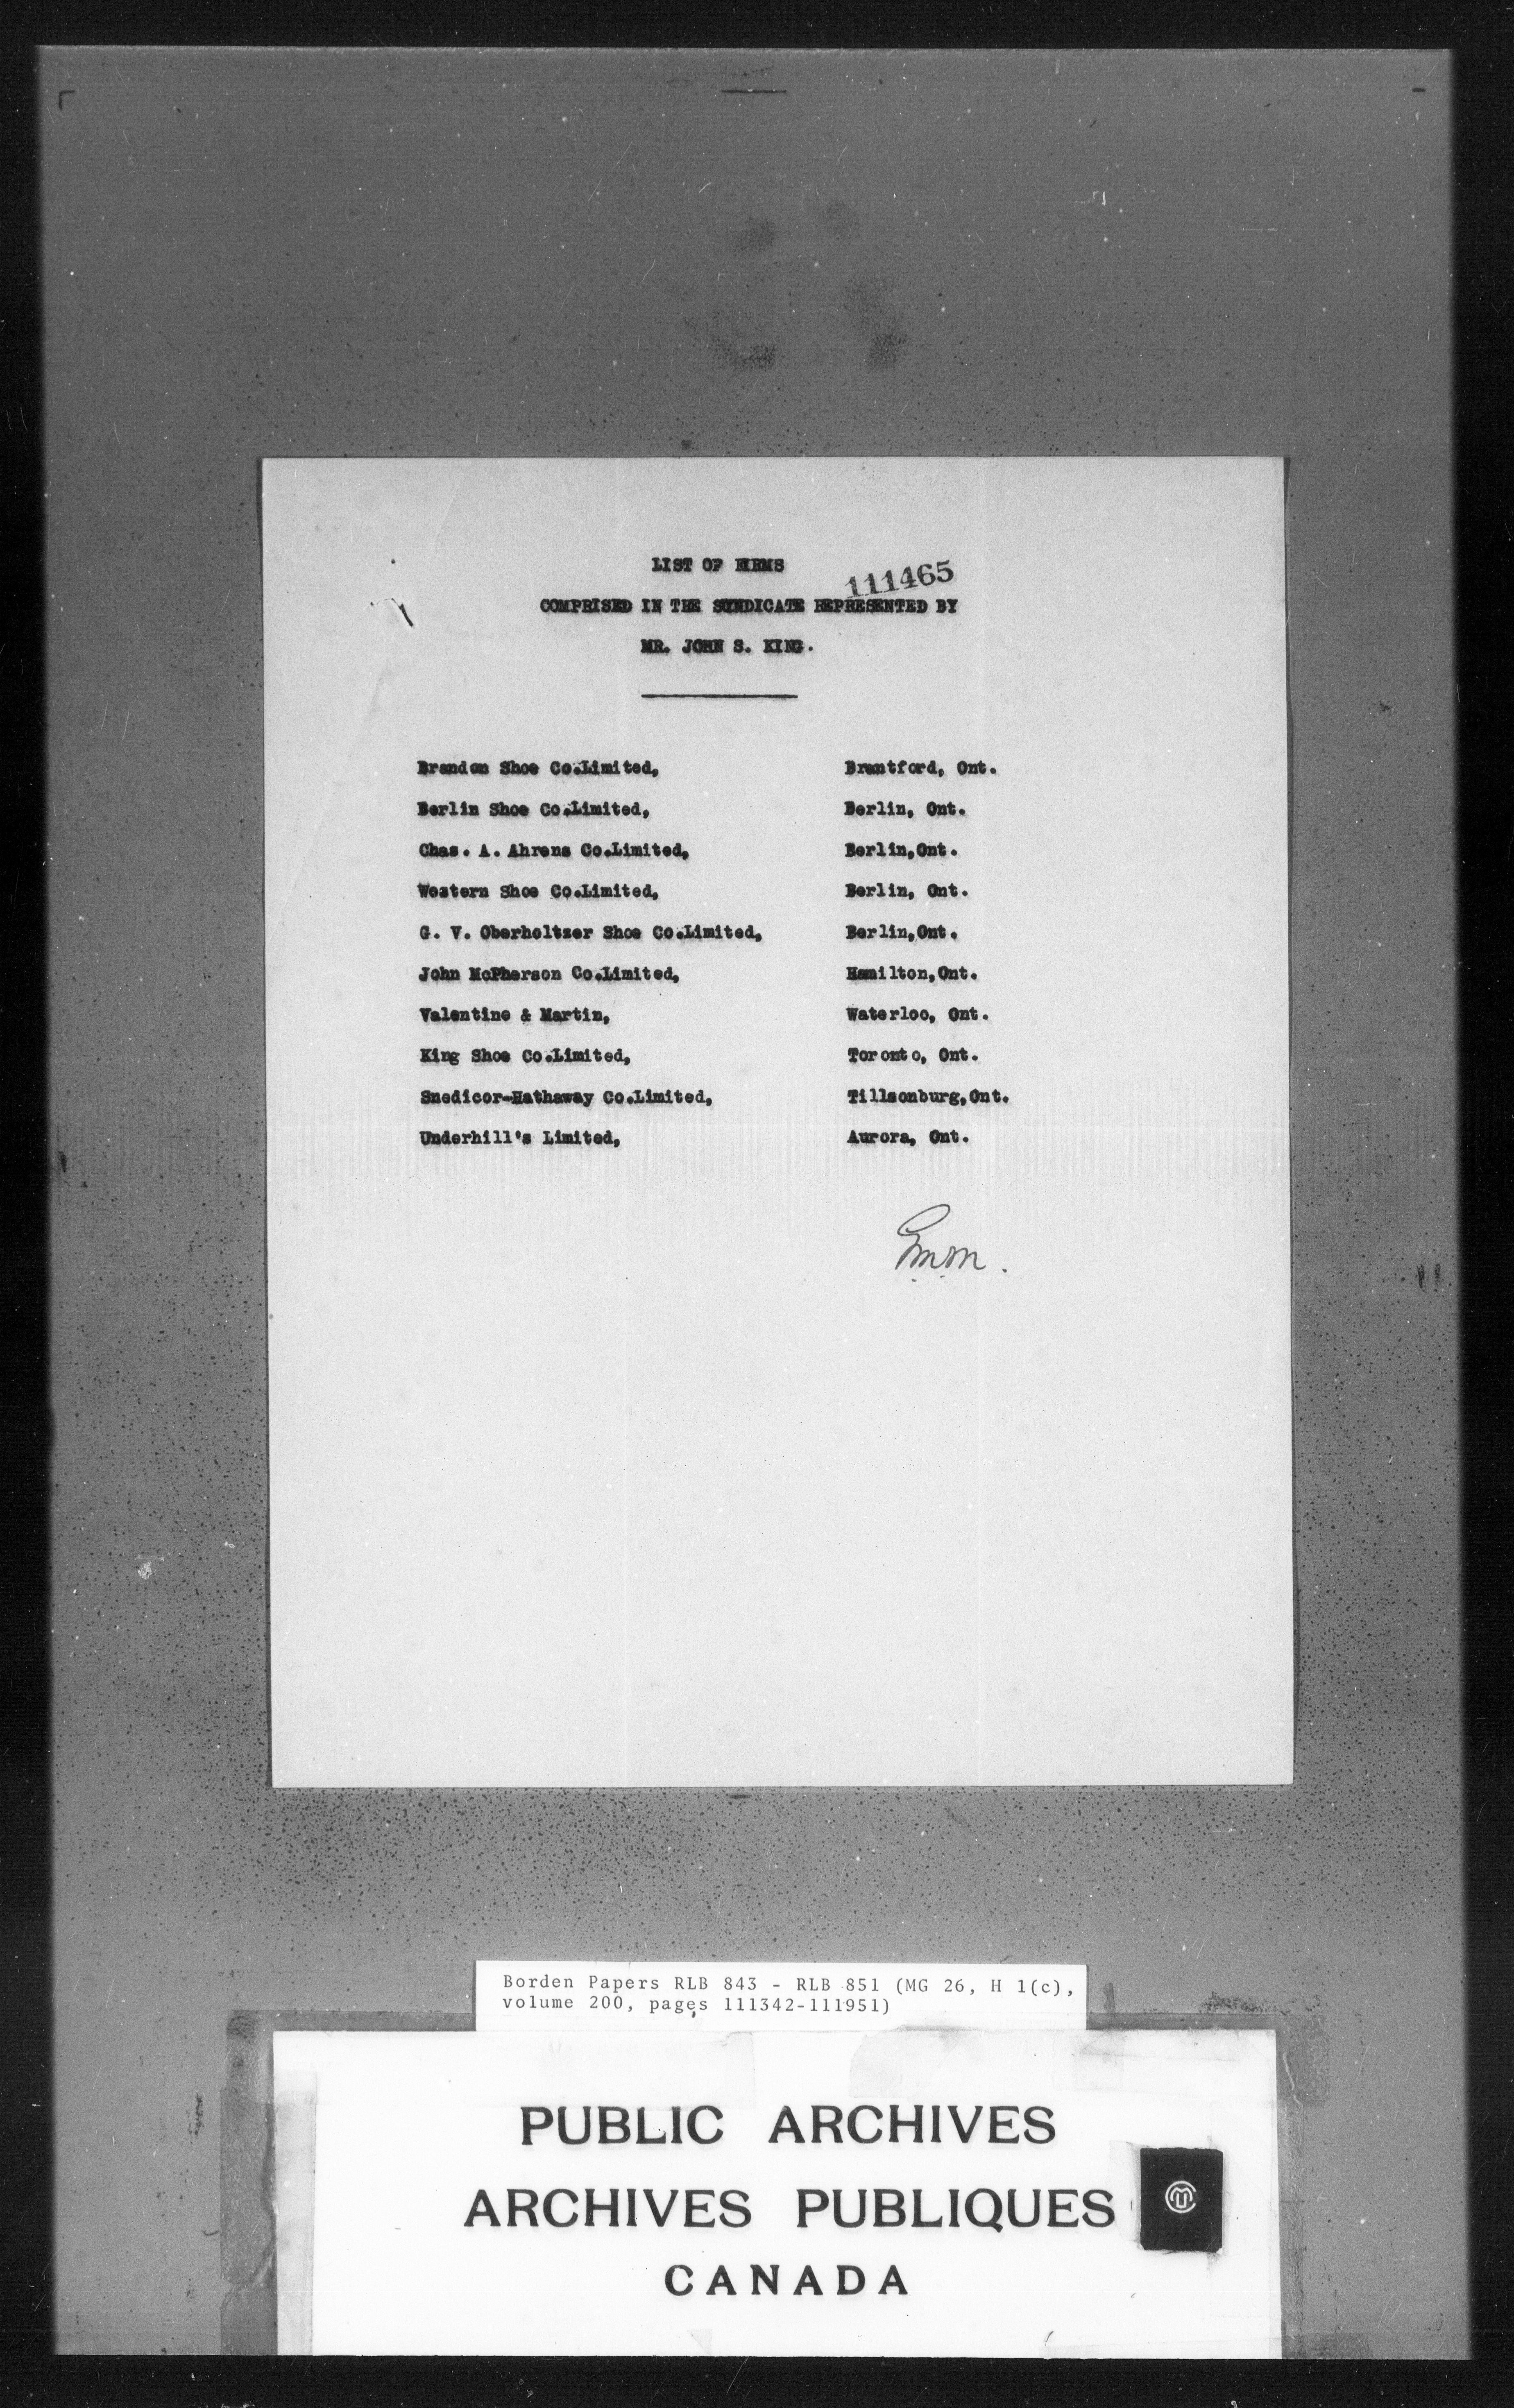 LIST OF FIRMS
111465
COMPRISED IN THE SYNDICATE REPRESENTED BY
MR. JOHN S. KING.
Brandon Shoe Co.Limited, Brantford, Ont.
Berlin Shoe Co.Limited, Berlin, Ont.
Chas. A. Ahrens Co.Limited, Berlin,Ont.
Western Shoe Co.Limited, Berlin, Ont.
G. V. Oberholtzer Shoe Co.Limited, Berlin,Ont.
John McPherson Co.Limited, Hamilton,Ont.
Valentine & Martin, Waterloo, Ont.
King Shoe Co.Limited, Toronto, Ont.
Snedicor-Hathaway Co.Limited, Tillsonburg,Ont.
Underhill's Limited, Aurora, Ont.
Borden Papers RLB 843 - RLB 851 (MG 26, H 1(c),
volume 200, pages 111342-111951)
PUBLIC ARCHIVES
ARCHIVES PUBLIQUES
CANADA